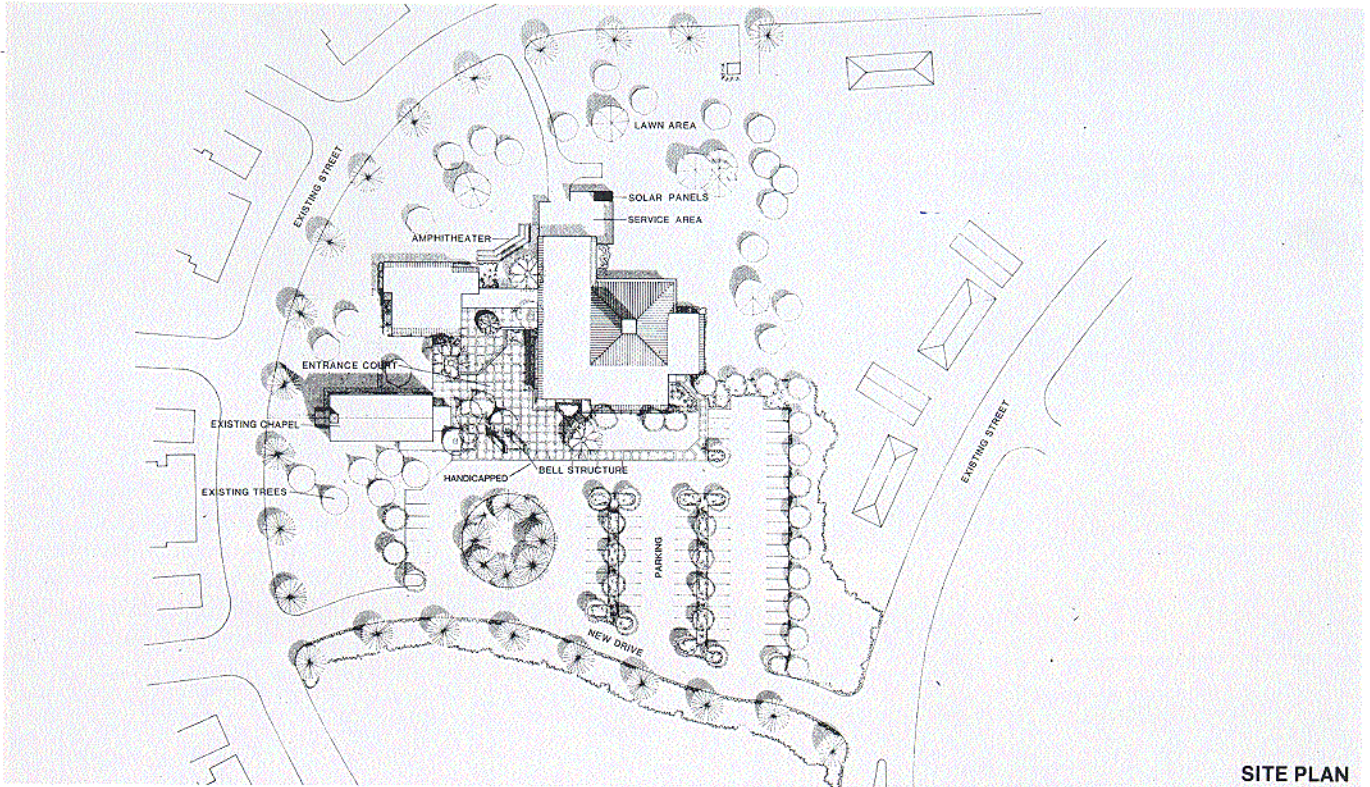 LAWN AREA
EXISTING STREET
SOLAR PANELS
SERVICE AREA
AMPHITHEATER
ENTRANCE COURT
EXISTING CHAPEL
EXISTING STREET
BELL STRUCTURE
HANDICAPPED
EXISTING TREES
PARKING
NEW DRIVE
SITE PLAN